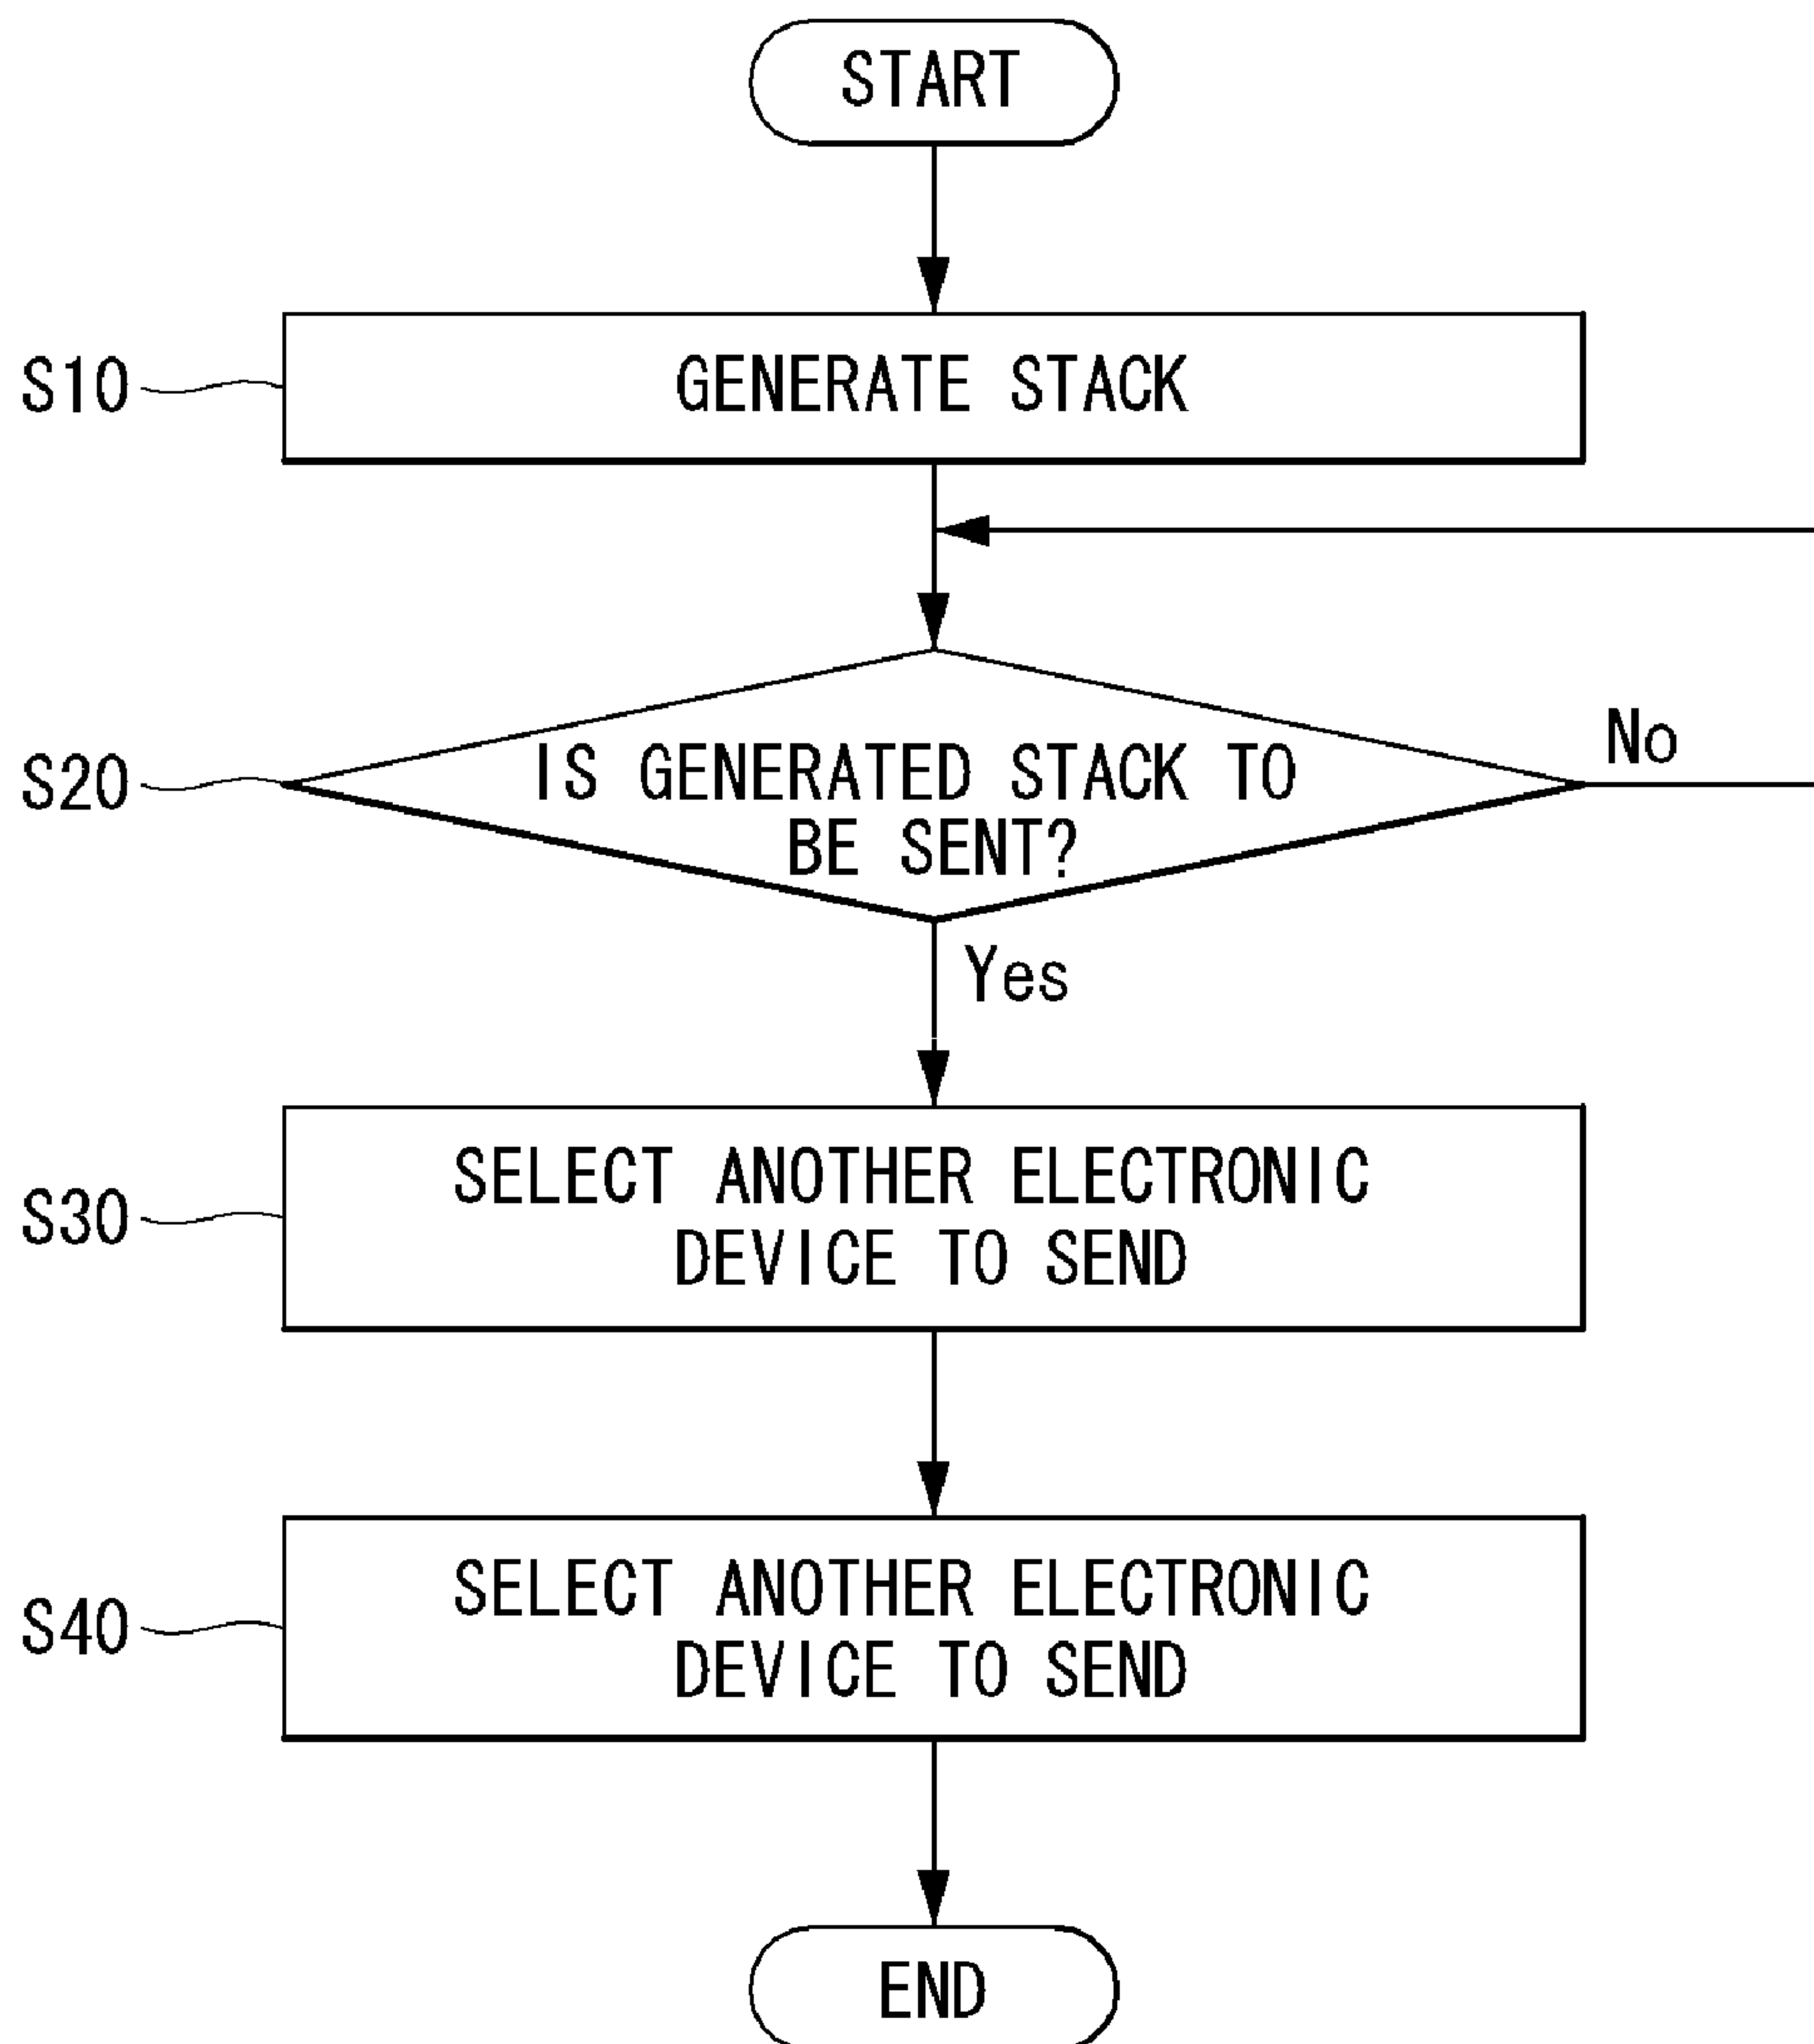 START
S10
GENERATE STACK
S20
IS GENERATED STACK TO
BE SENT?
No
Yes
S30
SELECT ANOTHER ELECTRONIC
DEVICE TO SEND
S40
SELECT ANOTHER ELECTRONIC
DEVICE TO SEND
END